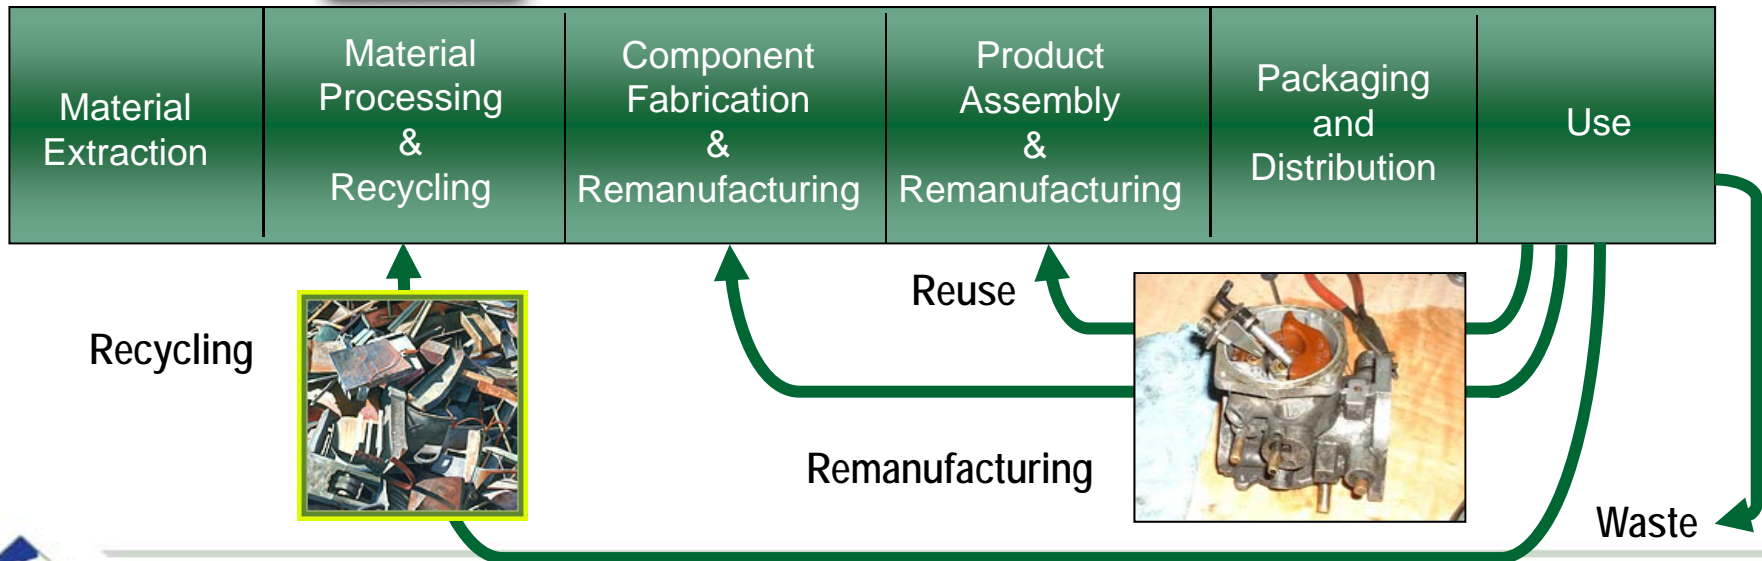 Material
Extraction
Material
Processing
&
Recycling
Component
Fabrication
&
Remanufacturing
Product
Assembly
&
Remanufacturing
Packaging
and
Distribution
Use
Reuse
Recycling
Remanufacturing
Waste